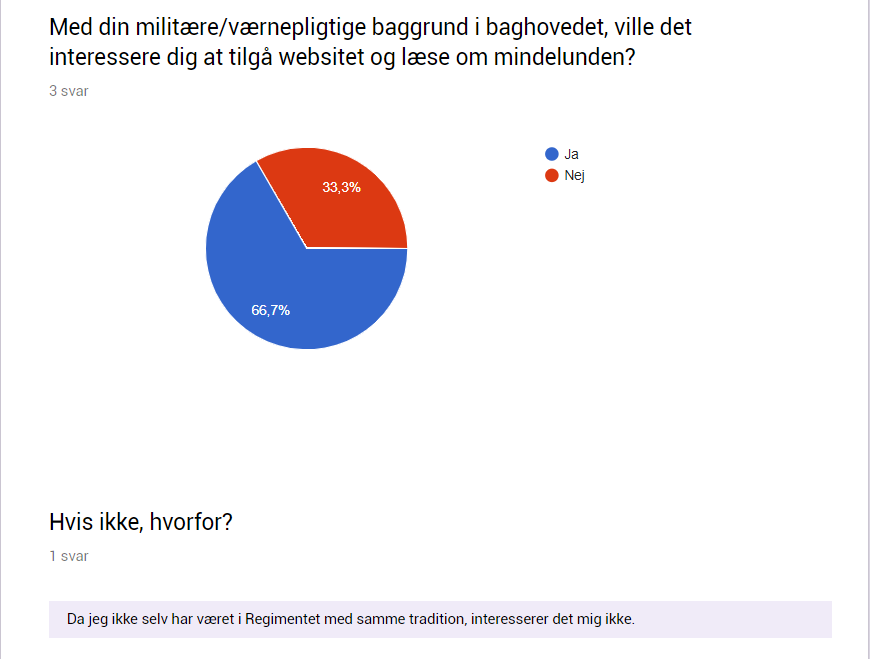 Med din militære/værnepligtige baggrund i baghovedet, ville det
interessere dig at tilgå websitet og læse om mindelunden?
3 svar
Ja
Nej
33,3%
66,7%
Hvis ikke, hvorfor?
1 svar
Da jeg ikke selv har været i Regimentet med samme tradition, interesserer det mig ikke.